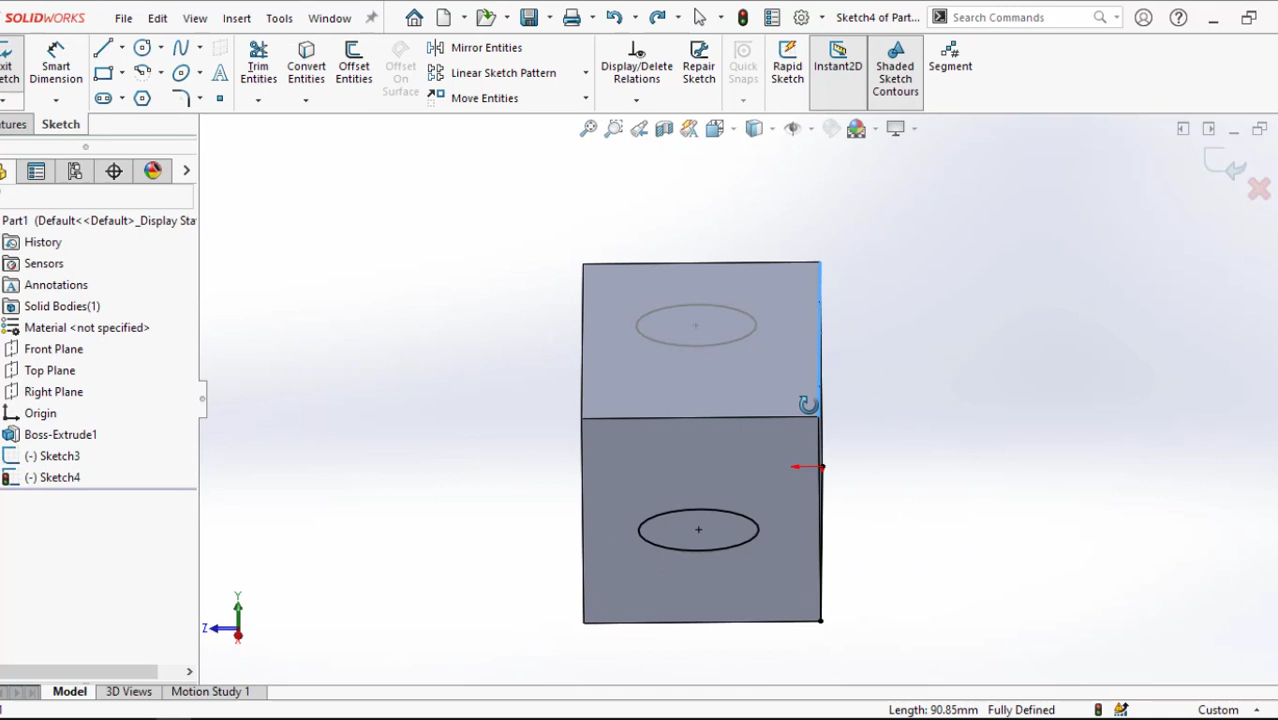 SOLIDWORKS File Edit View Insert Tools Window Sketch4 of Part... Search Commands
Smart Dimension
Trim Entities
Convert Entities
Offset Entities
Offset On Surface
Mirror Entities
Linear Sketch Pattern
Move Entities
Display/Delete Relations
Repair Sketch
Quick Snaps
Rapid Sketch
Instant2D
Shaded Sketch Contours
Segment
xit
etch
atures Sketch
Part1 (Default<<Default>_Display Sta
History
Sensors
Annotations
Solid Bodies(1)
Material <not specified>
Front Plane
Top Plane
Right Plane
Origin
Boss-Extrude1
(-) Sketch3
(-) Sketch4
Y
Z
X
Model 3D Views Motion Study 1
Length: 90.85mm Fully Defined Custom